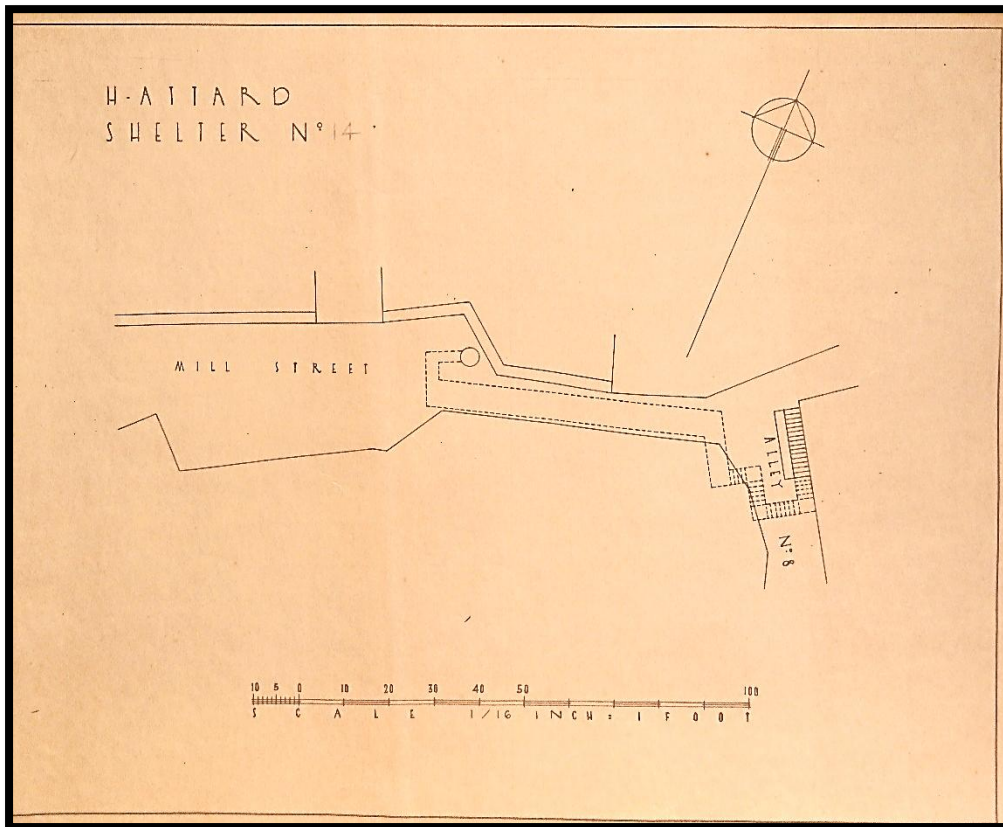 H-ATTARD
SHELTER Nº 14
MILL STREET
ALLEY
Nº 8
10 5 0 10 20 30 40 50 100
SCALE 1/16 INCH = 1 FOOT